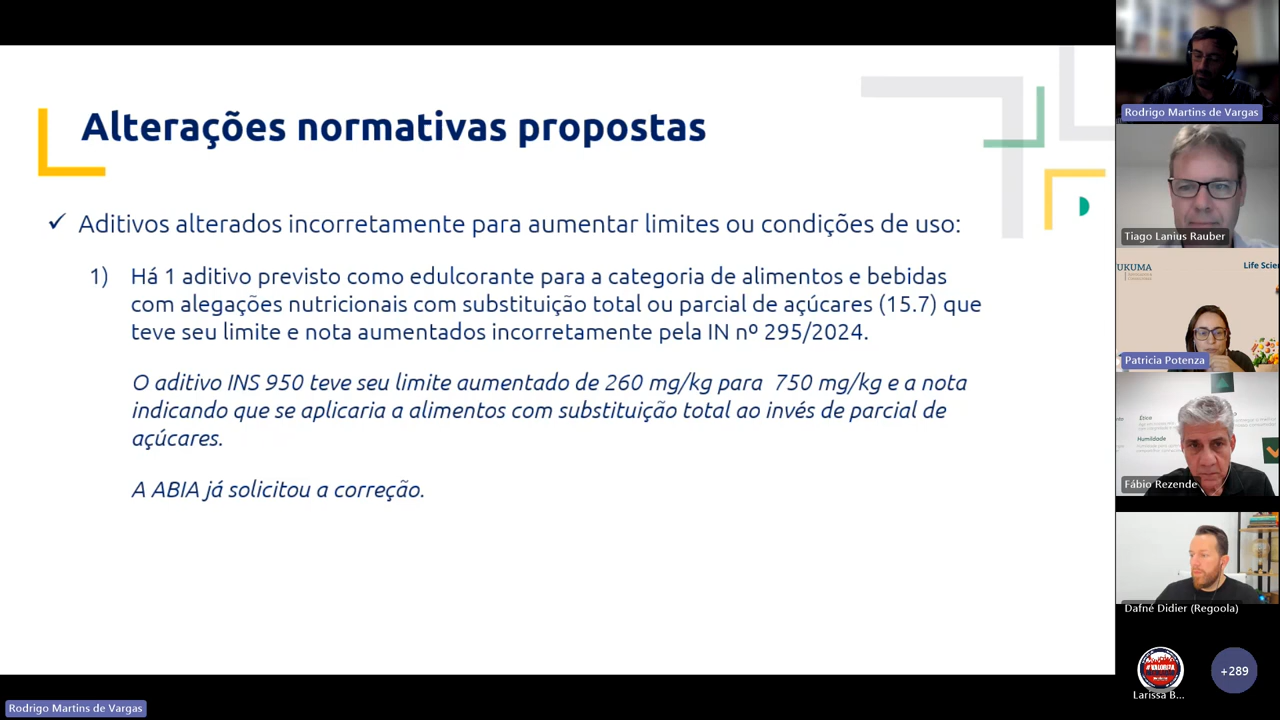 Alterações normativas propostas
✓ Aditivos alterados incorretamente para aumentar limites ou condições de uso:
1) Há 1 aditivo previsto como edulcorante para a categoria de alimentos e bebidas
com alegações nutricionais com substituição total ou parcial de açúcares (15.7) que
teve seu limite e nota aumentados incorretamente pela IN nº 295/2024.
O aditivo INS 950 teve seu limite aumentado de 260 mg/kg para 750 mg/kg e a nota
indicando que se aplicaria a alimentos com substituição total ao invés de parcial de
açúcares.
A ABIA já solicitou a correção.
Rodrigo Martins de Vargas
Tiago Lanius Rauber
UKUMA
Life Scien
Patricia Potenza
Ética
Humildade
Fábio Rezende
Dafné Didier (Regoola)
Larissa B...
+289
Rodrigo Martins de Vargas